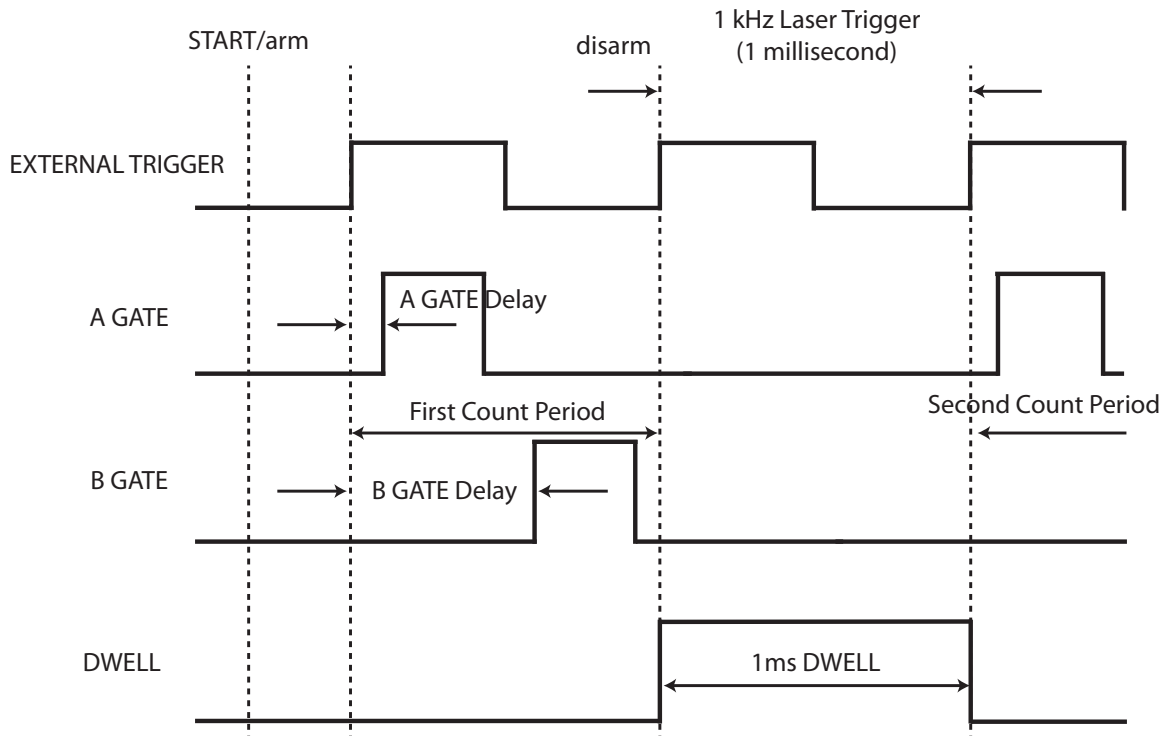 START/arm
disarm
1 kHz Laser Trigger
(1 millisecond)
EXTERNAL TRIGGER
A GATE
A GATE Delay
First Count Period
Second Count Period
B GATE
B GATE Delay
DWELL
1ms DWELL